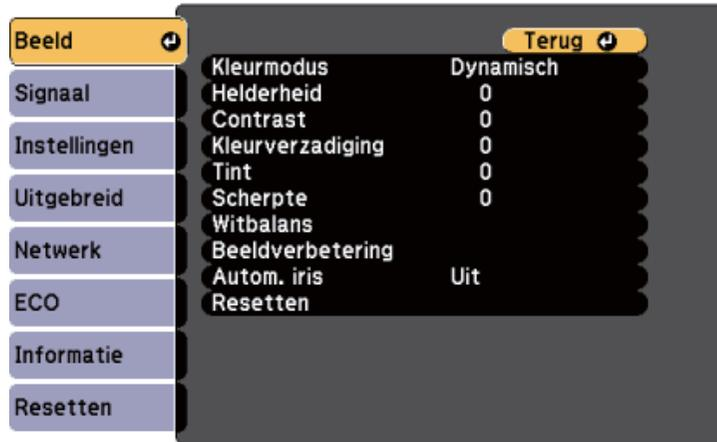 Beeld
Signaal
Instellingen
Uitgebreid
Netwerk
ECO
Informatie
Resetten
Terug
Kleurmodus Dynamisch
Helderheid 0
Contrast 0
Kleurverzadiging 0
Tint 0
Scherpte 0
Witbalans
Beeldverbetering
Autom. iris Uit
Resetten